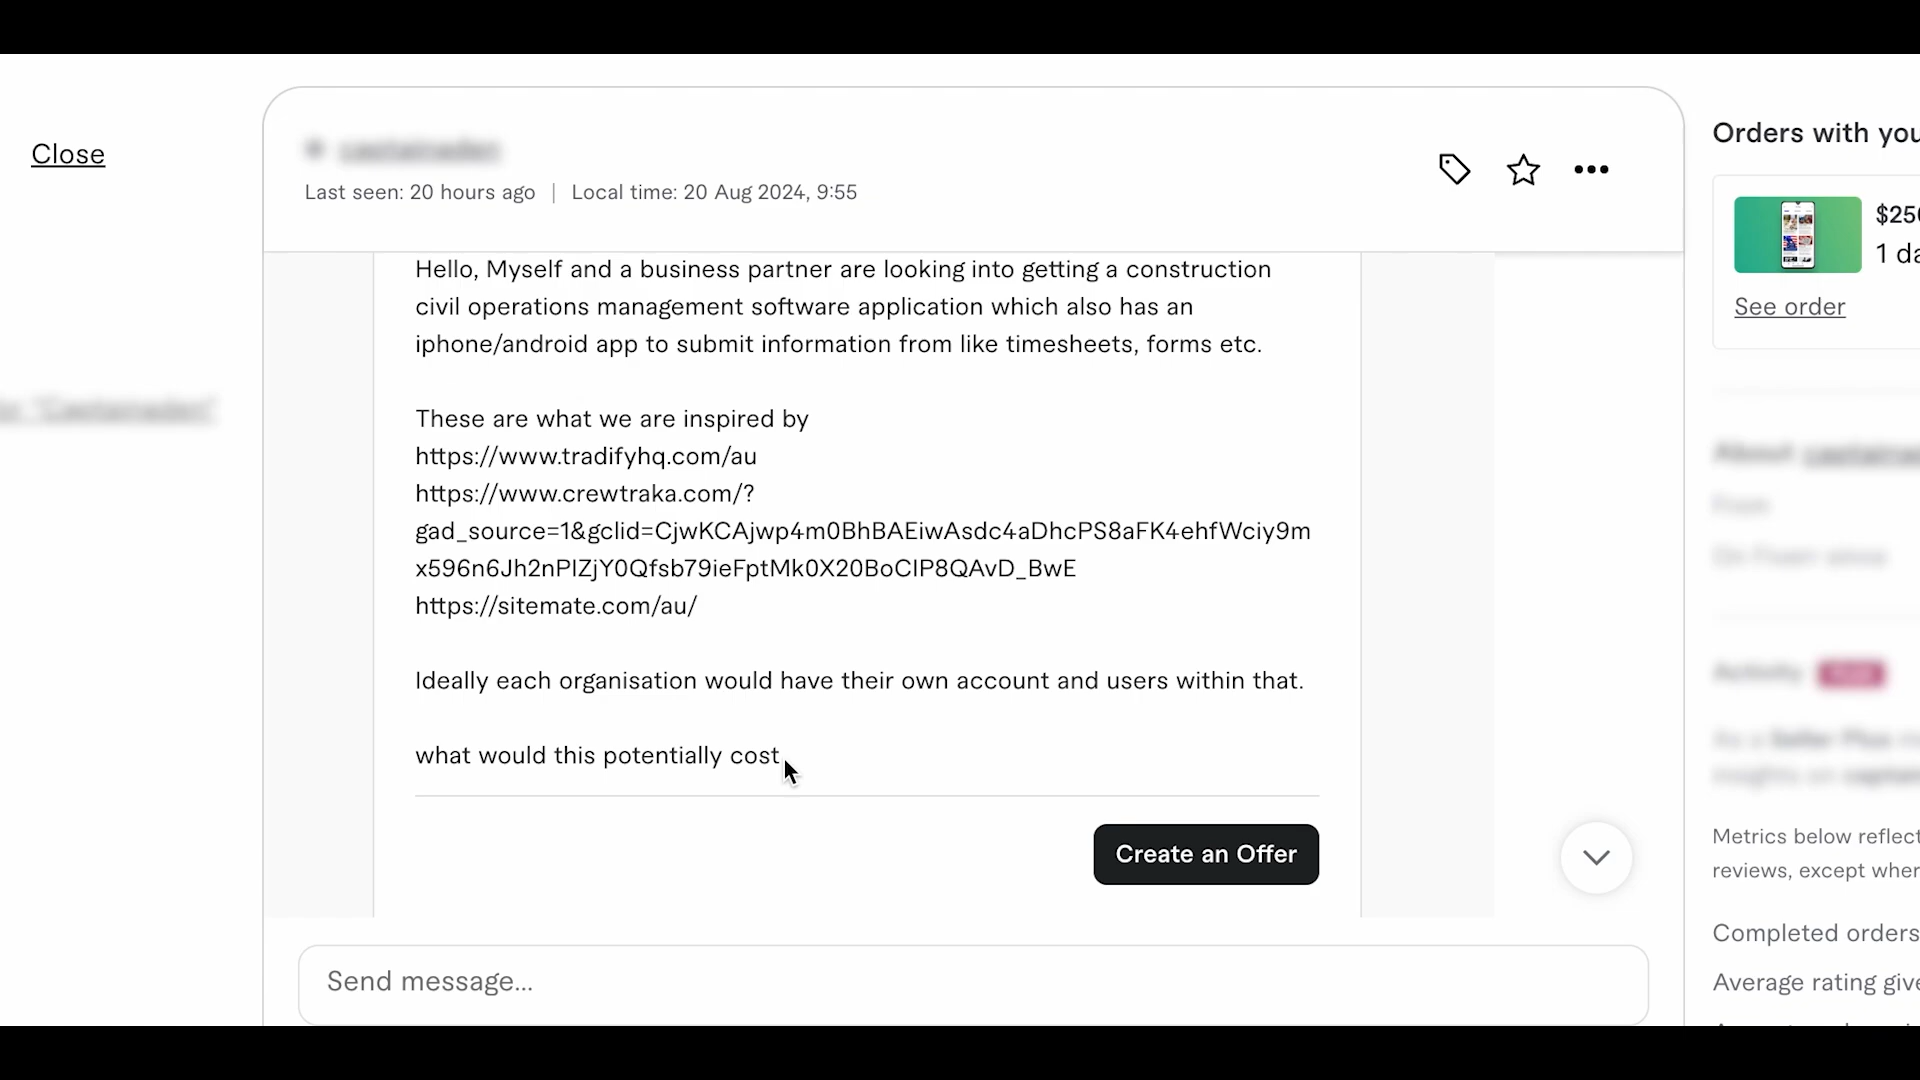 Close
Last seen: 20 hours ago | Local time: 20 Aug 2024, 9:55
Hello, Myself and a business partner are looking into getting a construction
civil operations management software application which also has an
iphone/android app to submit information from like timesheets, forms etc.
These are what we are inspired by
https://www.tradifyhq.com/au
https://www.crewtraka.com/?
gad_source=1&gclid=CjwKCAjwp4m0BhBAEiwAsdc4aDhcPS8aFK4ehfWciy9m
x596n6Jh2nPIZjY0Qfsb79ieFptMk0X20BoCIP8QAvD_BwE
https://sitemate.com/au/
Ideally each organisation would have their own account and users within that.
what would this potentially cost
Create an Offer
Send message...
Orders with you
$250
1 da
See order
Metrics below reflect
reviews, except wher
Completed orders
Average rating give